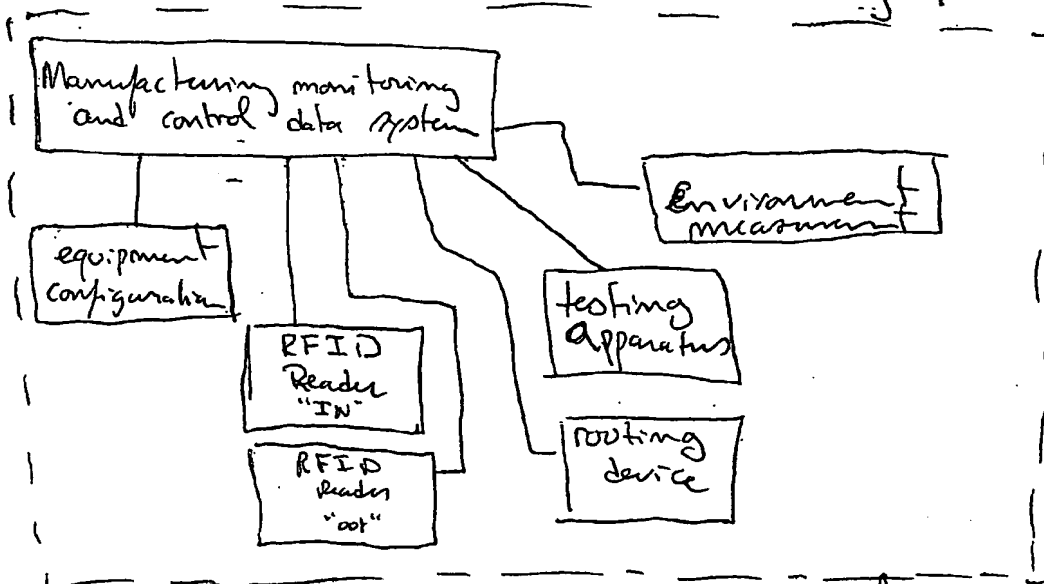 Manufacturing monitoring
and control data system
Environment
measurement
equipment
configuration
testing
apparatus
RFID
Reader
"IN"
routing
device
RFID
Reader
"OUT"